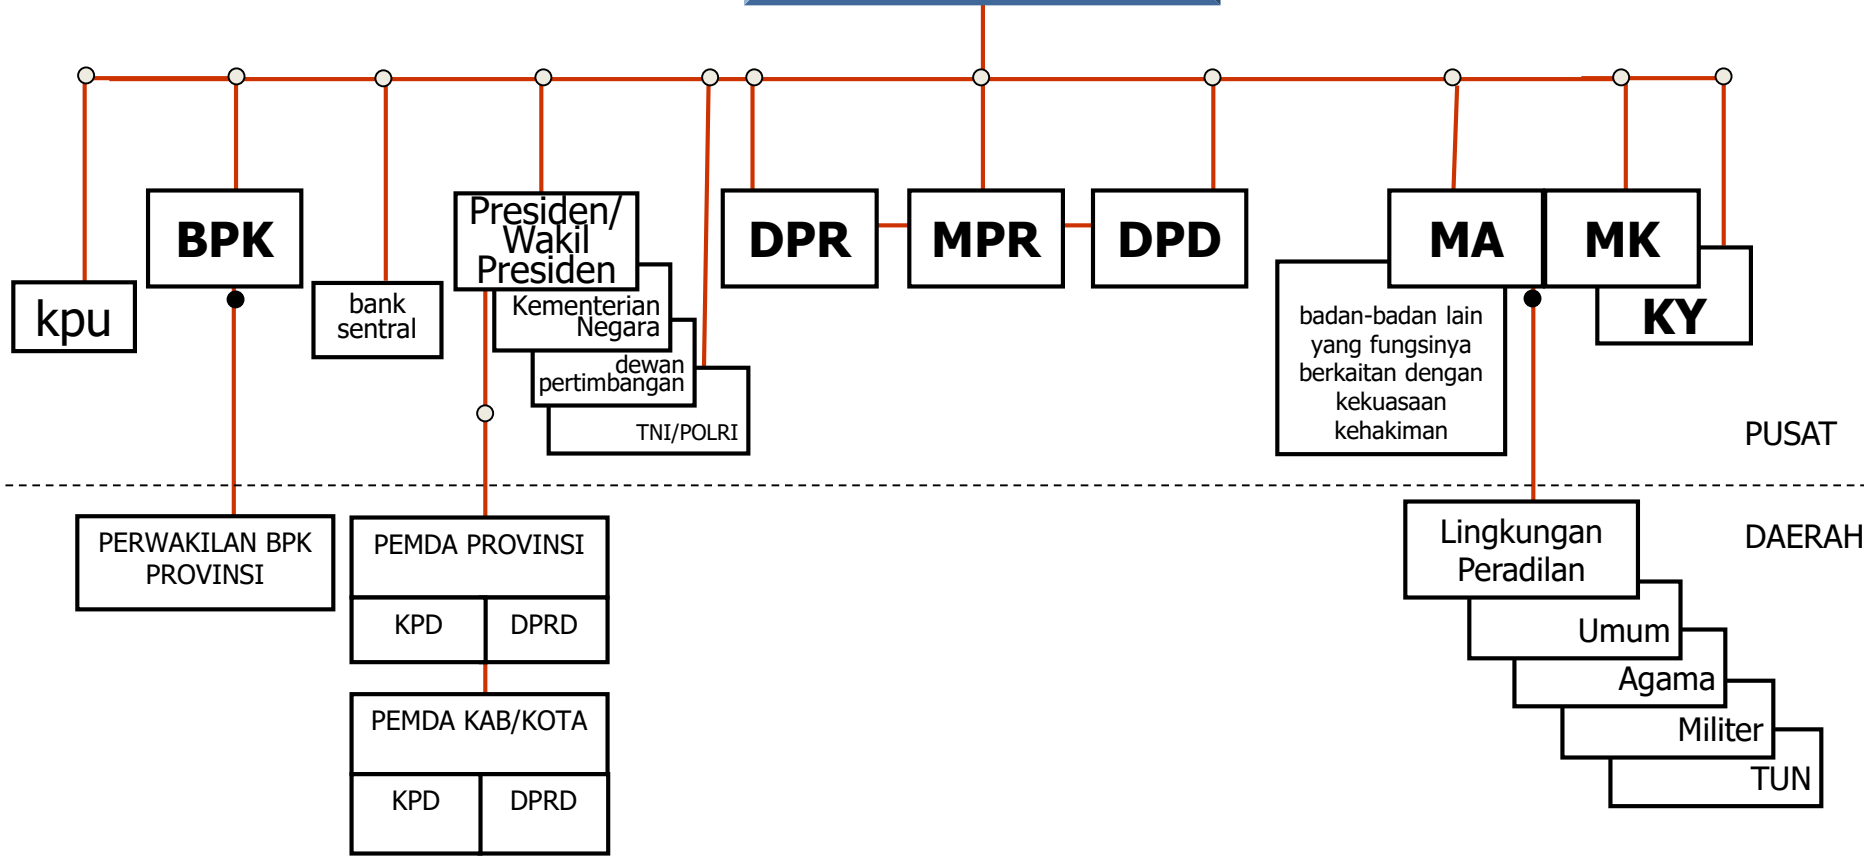 BPK
Presiden/
Wakil
Presiden
DPR
MPR
DPD
MA
MK
kpu
bank
sentral
Kementerian
Negara
dewan
pertimbangan
TNI/POLRI
badan-badan lain
yang fungsinya
berkaitan dengan
kekuasaan
kehakiman
KY
PUSAT
PERWAKILAN BPK
PROVINSI
PEMDA PROVINSI
KPD
DPRD
PEMDA KAB/KOTA
KPD
DPRD
Lingkungan
Peradilan
DAERAH
Umum
Agama
Militer
TUN